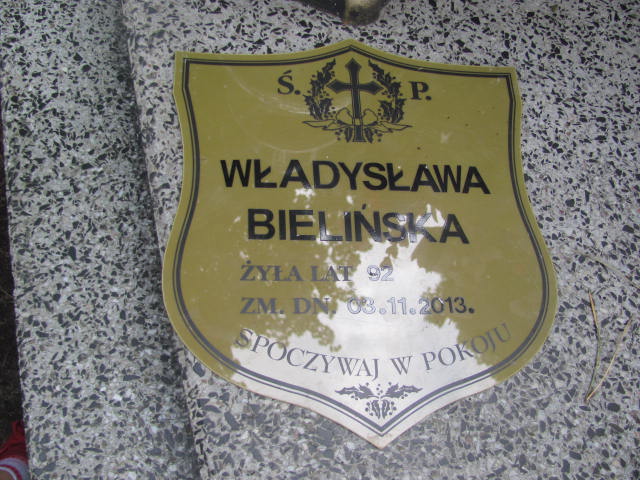 Ś. P.
WŁADYSŁAWA
BIELIŃSKA
ŻYŁA LAT 92
ZM. DN. 03.11.2013.
SPOCZYWAJ W POKOJU